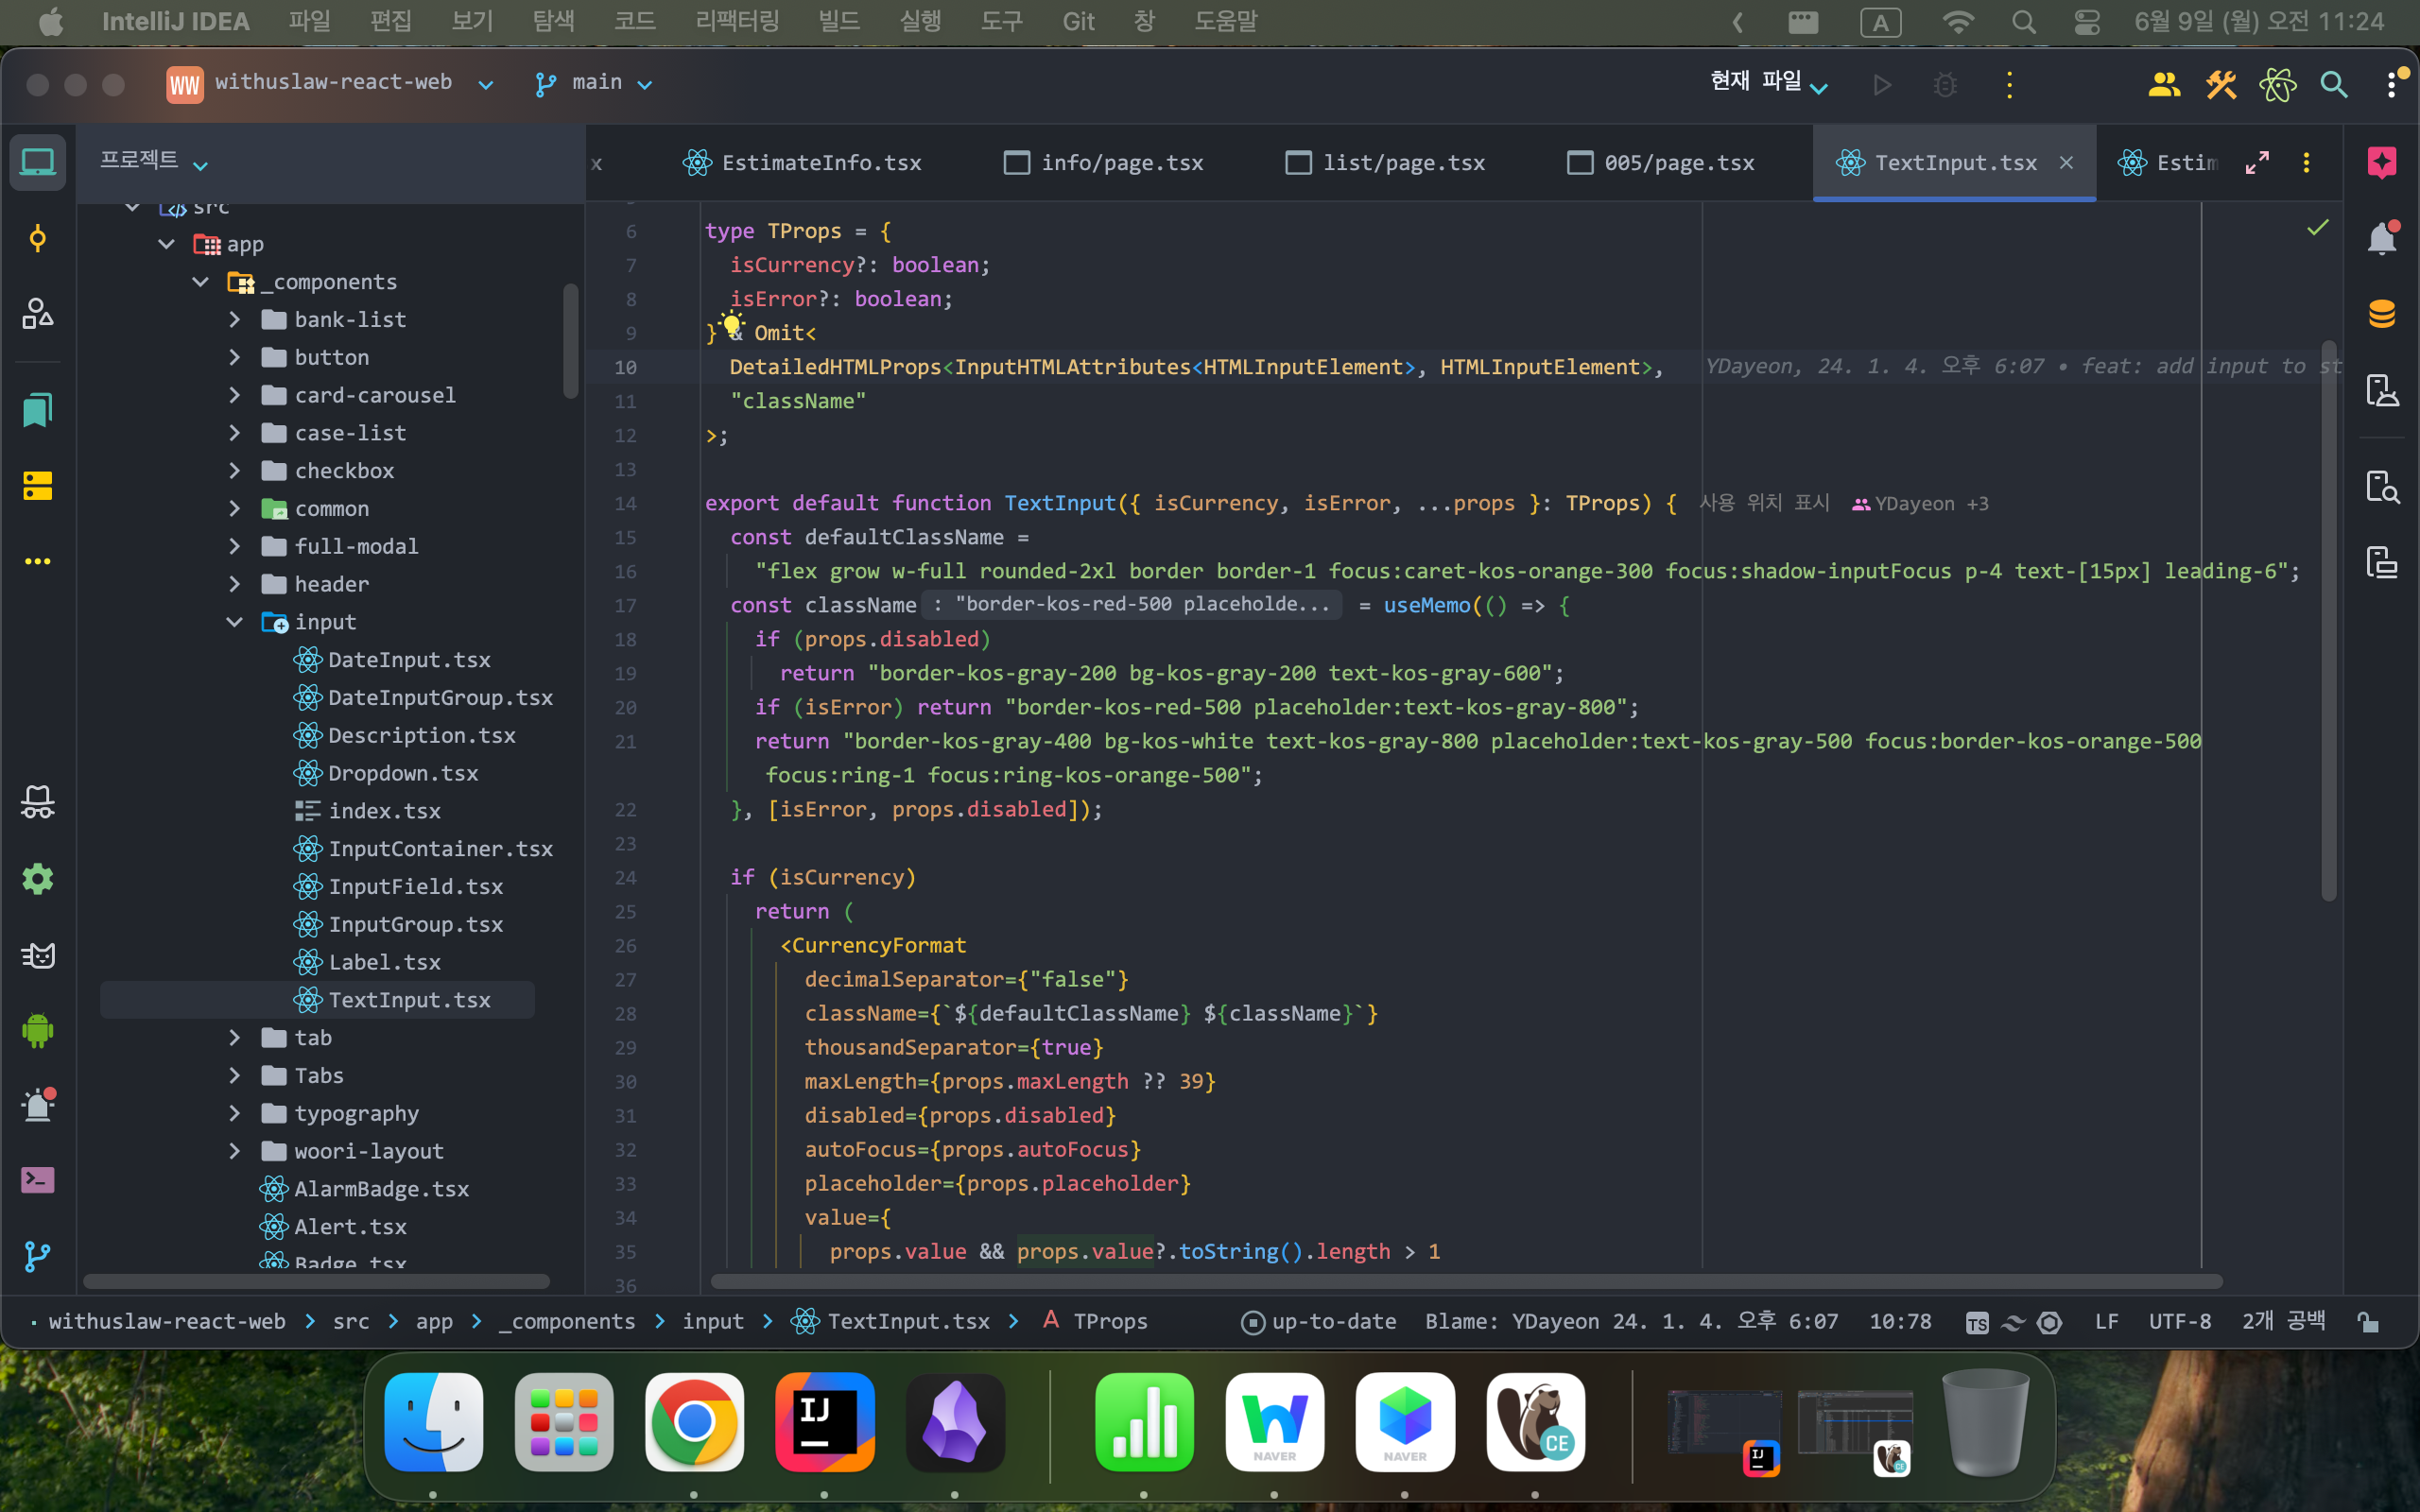 IntelliJ IDEA 파일 편집 보기 탐색 코드 리팩터링 빌드 실행 도구 Git 창 도움말 A 6월 9일 (월) 오전 11:24
WW withuslaw-react-web main 현재 파일
프로젝트
x EstimateInfo.tsx info/page.tsx list/page.tsx 005/page.tsx TextInput.tsx Estim
src
app
_components
bank-list
button
card-carousel
case-list
checkbox
common
full-modal
header
input
DateInput.tsx
DateInputGroup.tsx
Description.tsx
Dropdown.tsx
index.tsx
InputContainer.tsx
InputField.tsx
InputGroup.tsx
Label.tsx
TextInput.tsx
tab
Tabs
typography
woori-layout
AlarmBadge.tsx
Alert.tsx
Badge.tsx
6 type TProps = {
7 isCurrency?: boolean;
8 isError?: boolean;
9 } & Omit<
10 DetailedHTMLProps<InputHTMLAttributes<HTMLInputElement>, HTMLInputElement>, YDayeon, 24. 1. 4. 오후 6:07 • feat: add input to st
11 "className"
12 >;
13
14 export default function TextInput({ isCurrency, isError, ...props }: TProps) { 사용 위치 표시 YDayeon +3
15 const defaultClassName =
16 "flex grow w-full rounded-2xl border border-1 focus:caret-kos-orange-300 focus:shadow-inputFocus p-4 text-[15px] leading-6";
17 const className : "border-kos-red-500 placeholde... = useMemo(() => {
18 if (props.disabled)
19 return "border-kos-gray-200 bg-kos-gray-200 text-kos-gray-600";
20 if (isError) return "border-kos-red-500 placeholder:text-kos-gray-800";
21 return "border-kos-gray-400 bg-kos-white text-kos-gray-800 placeholder:text-kos-gray-500 focus:border-kos-orange-500
focus:ring-1 focus:ring-kos-orange-500";
22 }, [isError, props.disabled]);
23
24 if (isCurrency)
25 return (
26 <CurrencyFormat
27 decimalSeparator={"false"}
28 className={`${defaultClassName} ${className}`}
29 thousandSeparator={true}
30 maxLength={props.maxLength ?? 39}
31 disabled={props.disabled}
32 autoFocus={props.autoFocus}
33 placeholder={props.placeholder}
34 value={
35 props.value && props.value?.toString().length > 1
36
withuslaw-react-web src app _components input TextInput.tsx A TProps up-to-date Blame: YDayeon 24. 1. 4. 오후 6:07 10:78 TS LF UTF-8 2개 공백
IJ NAVER NAVER CE IJ